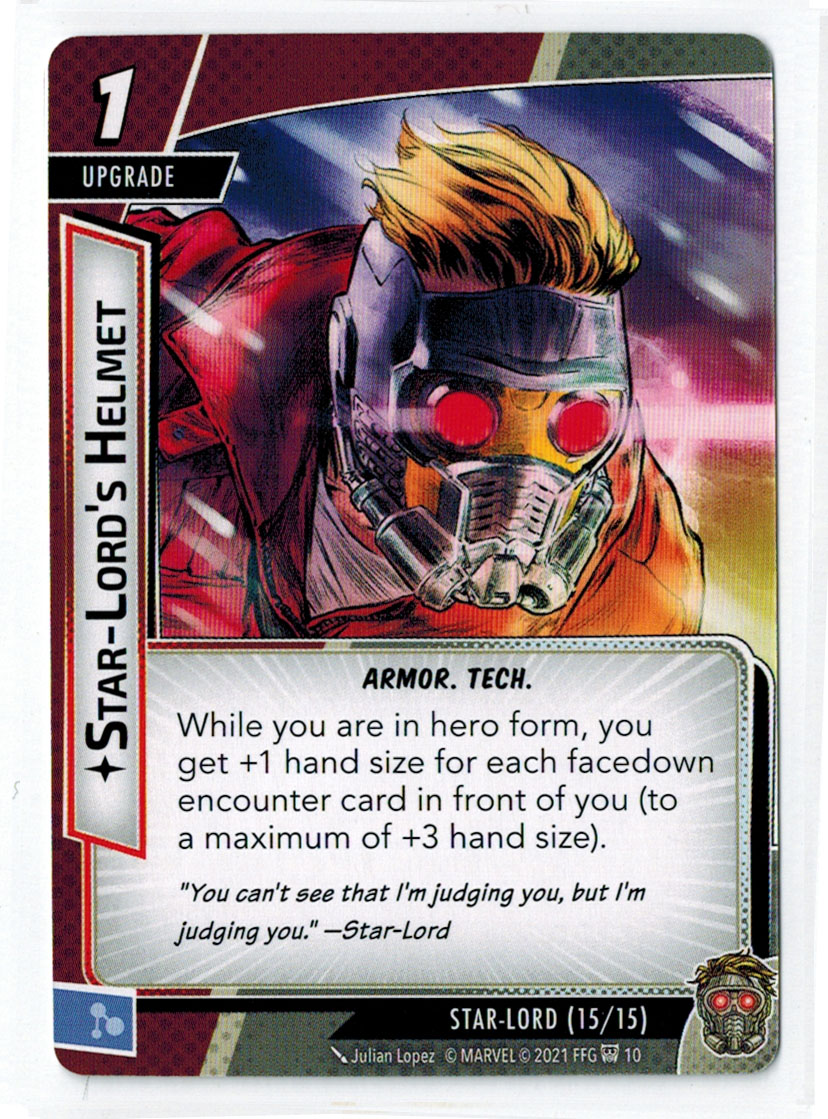 1
UPGRADE
STAR-LORD'S HELMET
ARMOR. TECH.
While you are in hero form, you
get +1 hand size for each facedown
encounter card in front of you (to
a maximum of +3 hand size).
"You can't see that I'm judging you, but I'm
judging you." —Star-Lord
STAR-LORD (15/15)
Julian Lopez © MARVEL © 2021 FFG 10